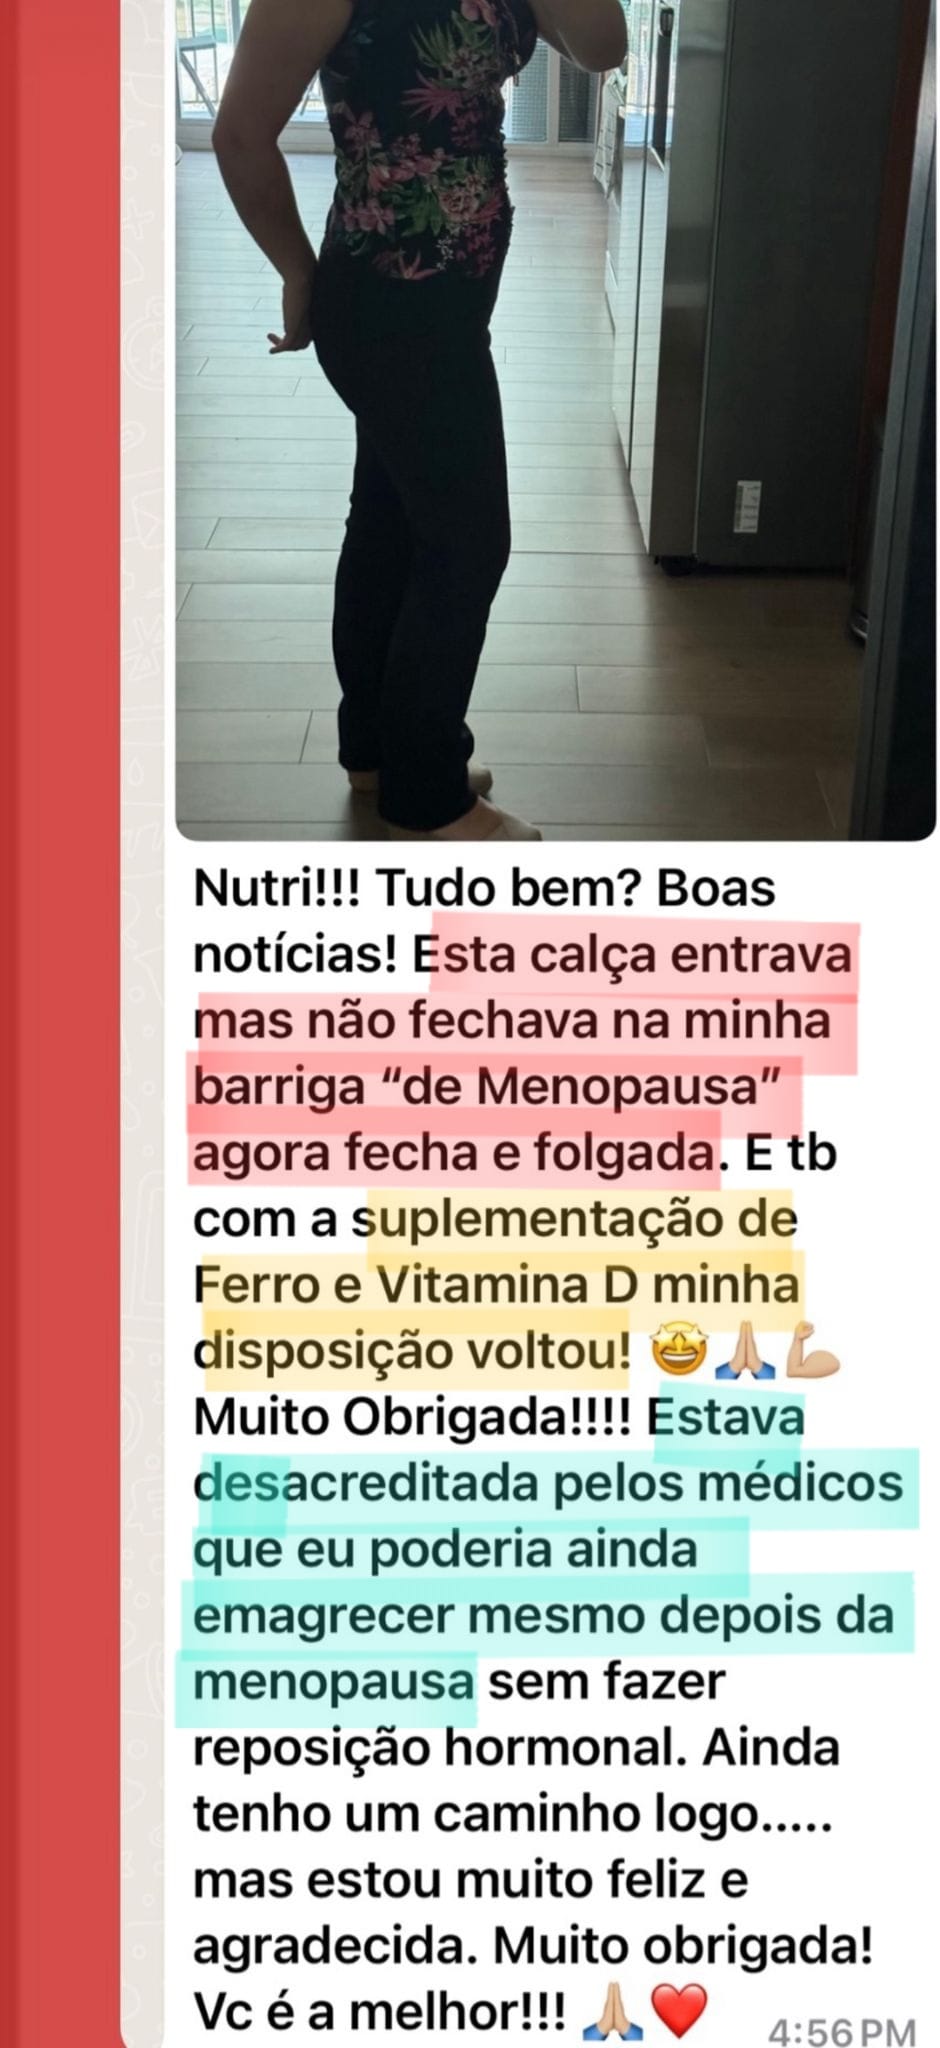 Nutri!!! Tudo bem? Boas
notícias! Esta calça entrava
mas não fechava na minha
barriga “de Menopausa”
agora fecha e folgada. E tb
com a suplementação de
Ferro e Vitamina D minha
disposição voltou! 🤩🙏🏼💪🏼
Muito Obrigada!!!! Estava
desacreditada pelos médicos
que eu poderia ainda
emagrecer mesmo depois da
menopausa sem fazer
reposição hormonal. Ainda
tenho um caminho logo.....
mas estou muito feliz e
agradecida. Muito obrigada!
Vc é a melhor!!! 🙏🏼❤️
4:56 PM